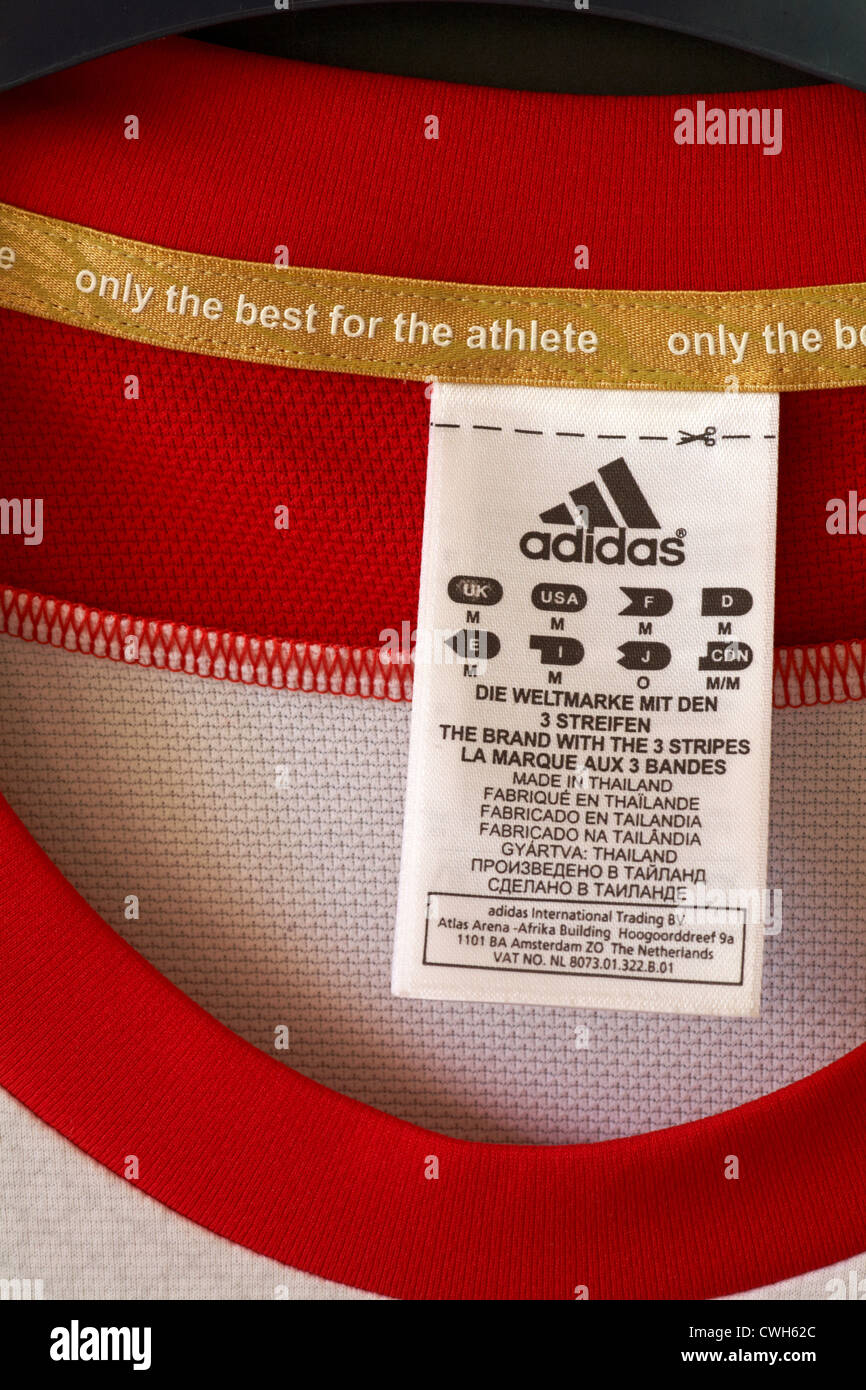 e only the best for the athlete only the be
adidas®
UK USA F D
M M M M
E I J CDN
M M O M/M
DIE WELTMARKE MIT DEN
3 STREIFEN
THE BRAND WITH THE 3 STRIPES
LA MARQUE AUX 3 BANDES
MADE IN THAILAND
FABRIQUÉ EN THAÏLANDE
FABRICADO EN TAILANDIA
FABRICADO NA TAILÂNDIA
GYÁRTVA: THAILAND
ПРОИЗВЕДЕНО В ТАЙЛАНД
СДЕЛАНО В ТАИЛАНДЕ
adidas International Trading BV
Atlas Arena -Afrika Building Hoogoorddreef 9a
1101 BA Amsterdam ZO The Netherlands
VAT NO. NL 8073.01.322.B.01
alamy
a alamy stock photo
CWH62C
www.alamy.com